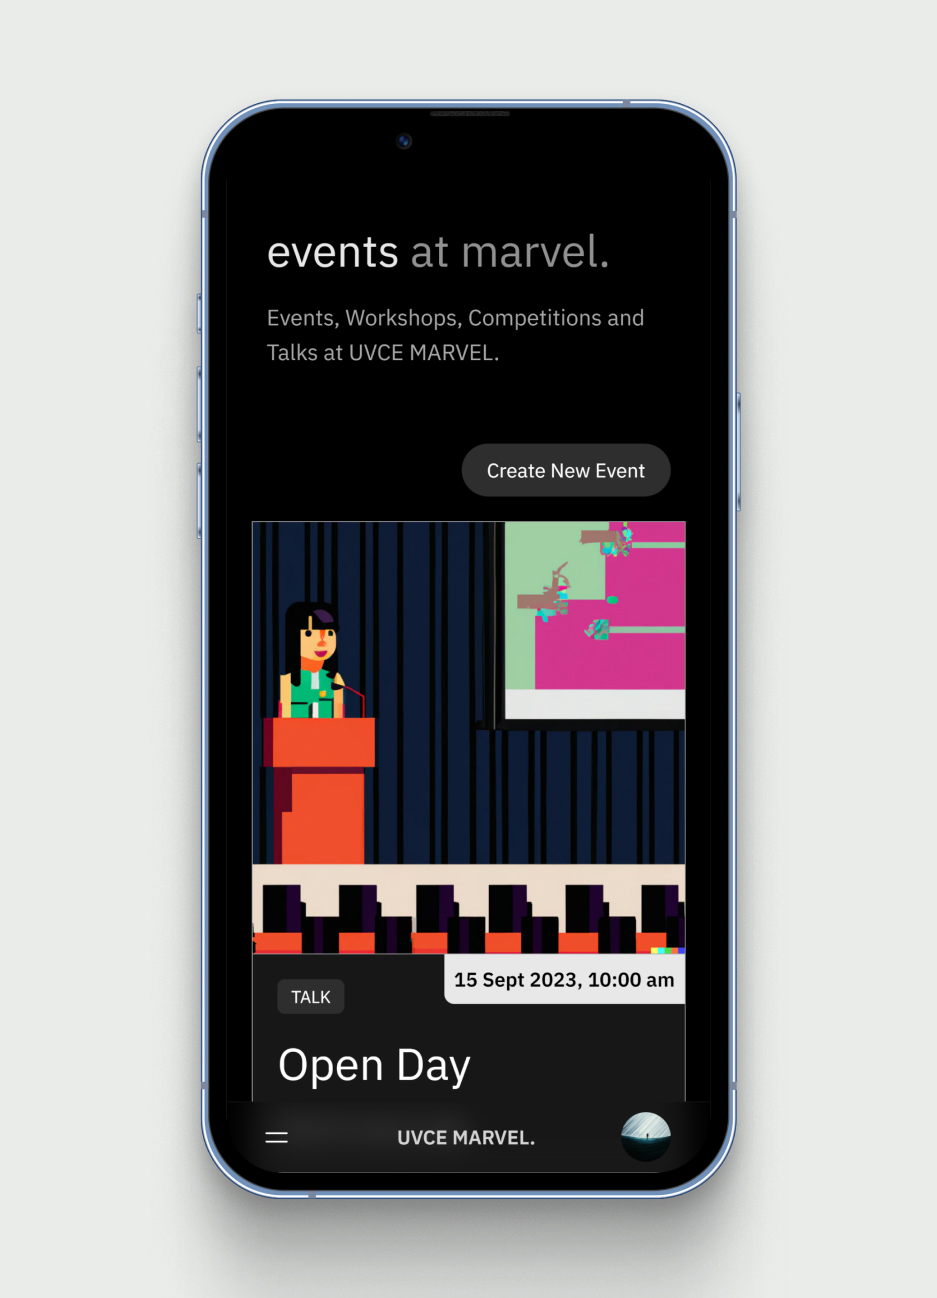 events at marvel.
Events, Workshops, Competitions and
Talks at UVCE MARVEL.
Create New Event
15 Sept 2023, 10:00 am
TALK
Open Day
UVCE MARVEL.